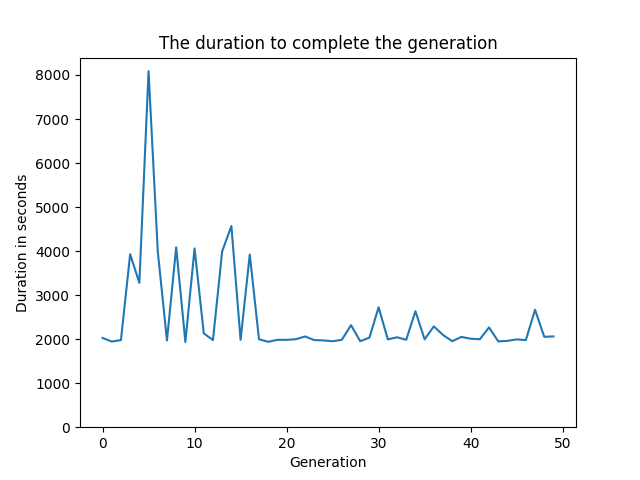 The duration to complete the generation
8000
7000
6000
5000
4000
3000
2000
1000
0
Duration in seconds
0 10 20 30 40 50
Generation